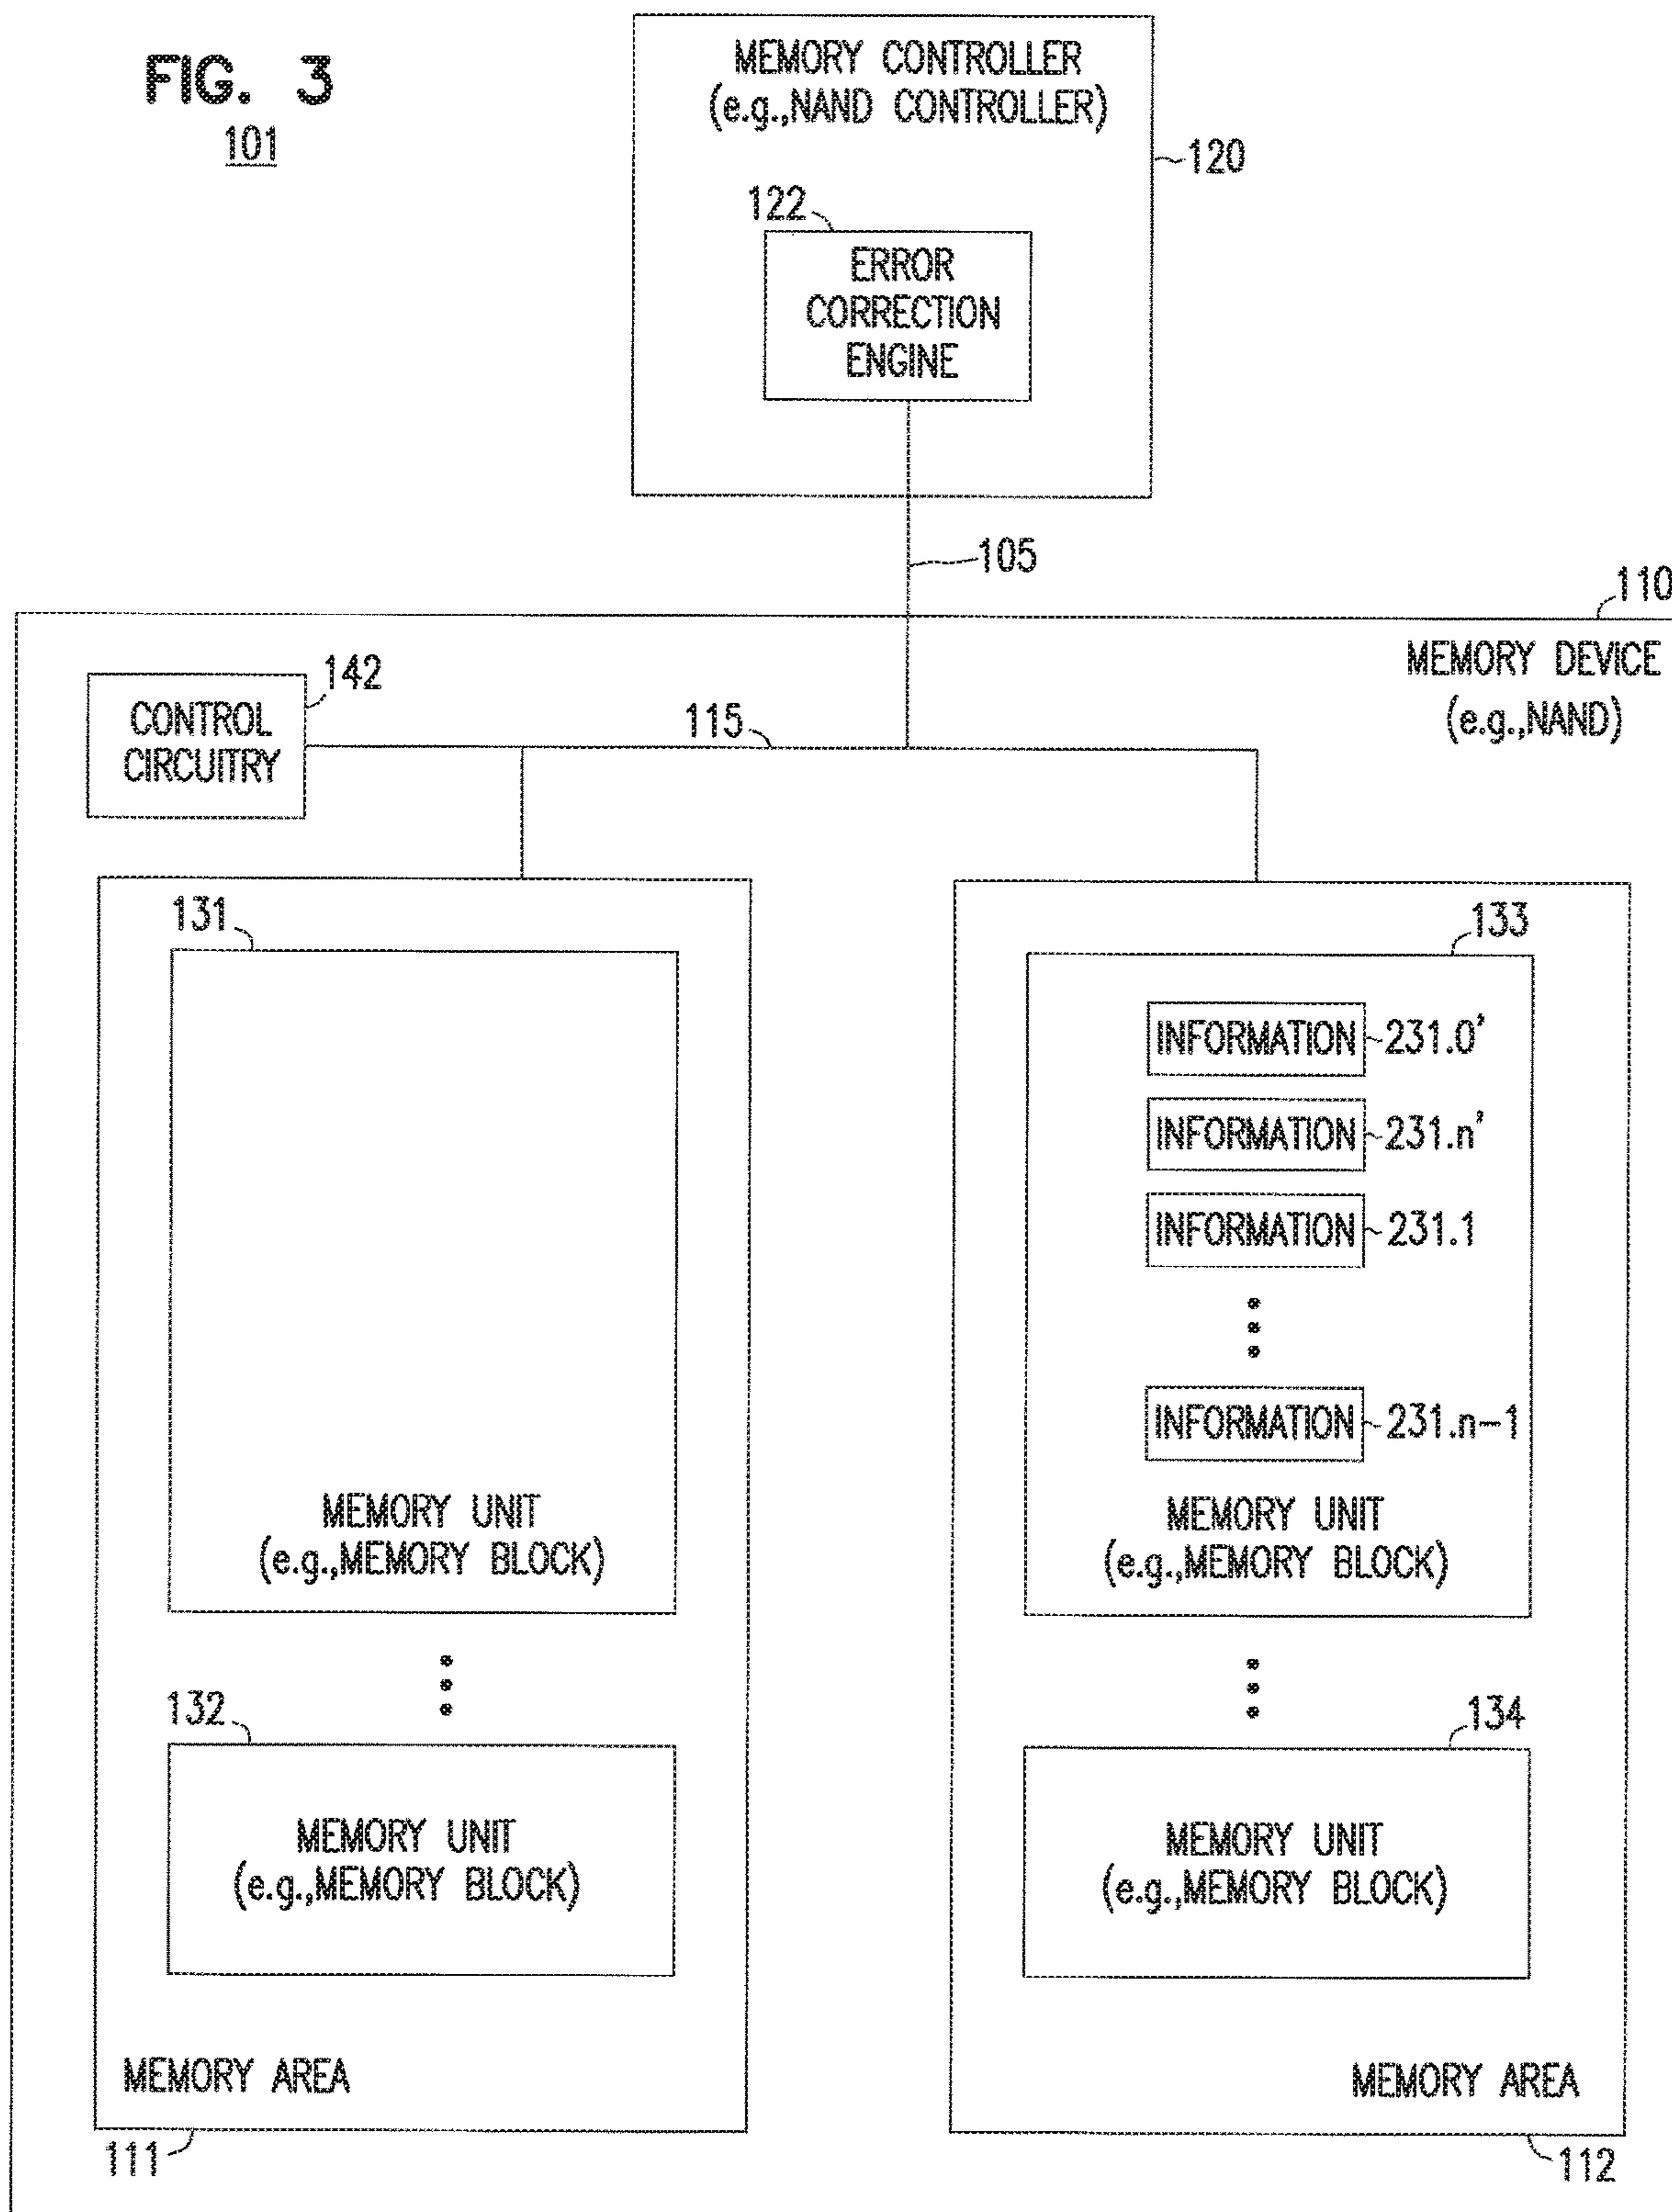 FIG. 3
101
MEMORY CONTROLLER
(e.g.,NAND CONTROLLER)
120
122
ERROR
CORRECTION
ENGINE
105
110
MEMORY DEVICE
(e.g.,NAND)
142
CONTROL
CIRCUITRY
115
131
MEMORY UNIT
(e.g.,MEMORY BLOCK)
132
MEMORY UNIT
(e.g.,MEMORY BLOCK)
MEMORY AREA
111
133
INFORMATION 231.0'
INFORMATION 231.n'
INFORMATION 231.1
INFORMATION 231.n-1
MEMORY UNIT
(e.g.,MEMORY BLOCK)
134
MEMORY UNIT
(e.g.,MEMORY BLOCK)
MEMORY AREA
112